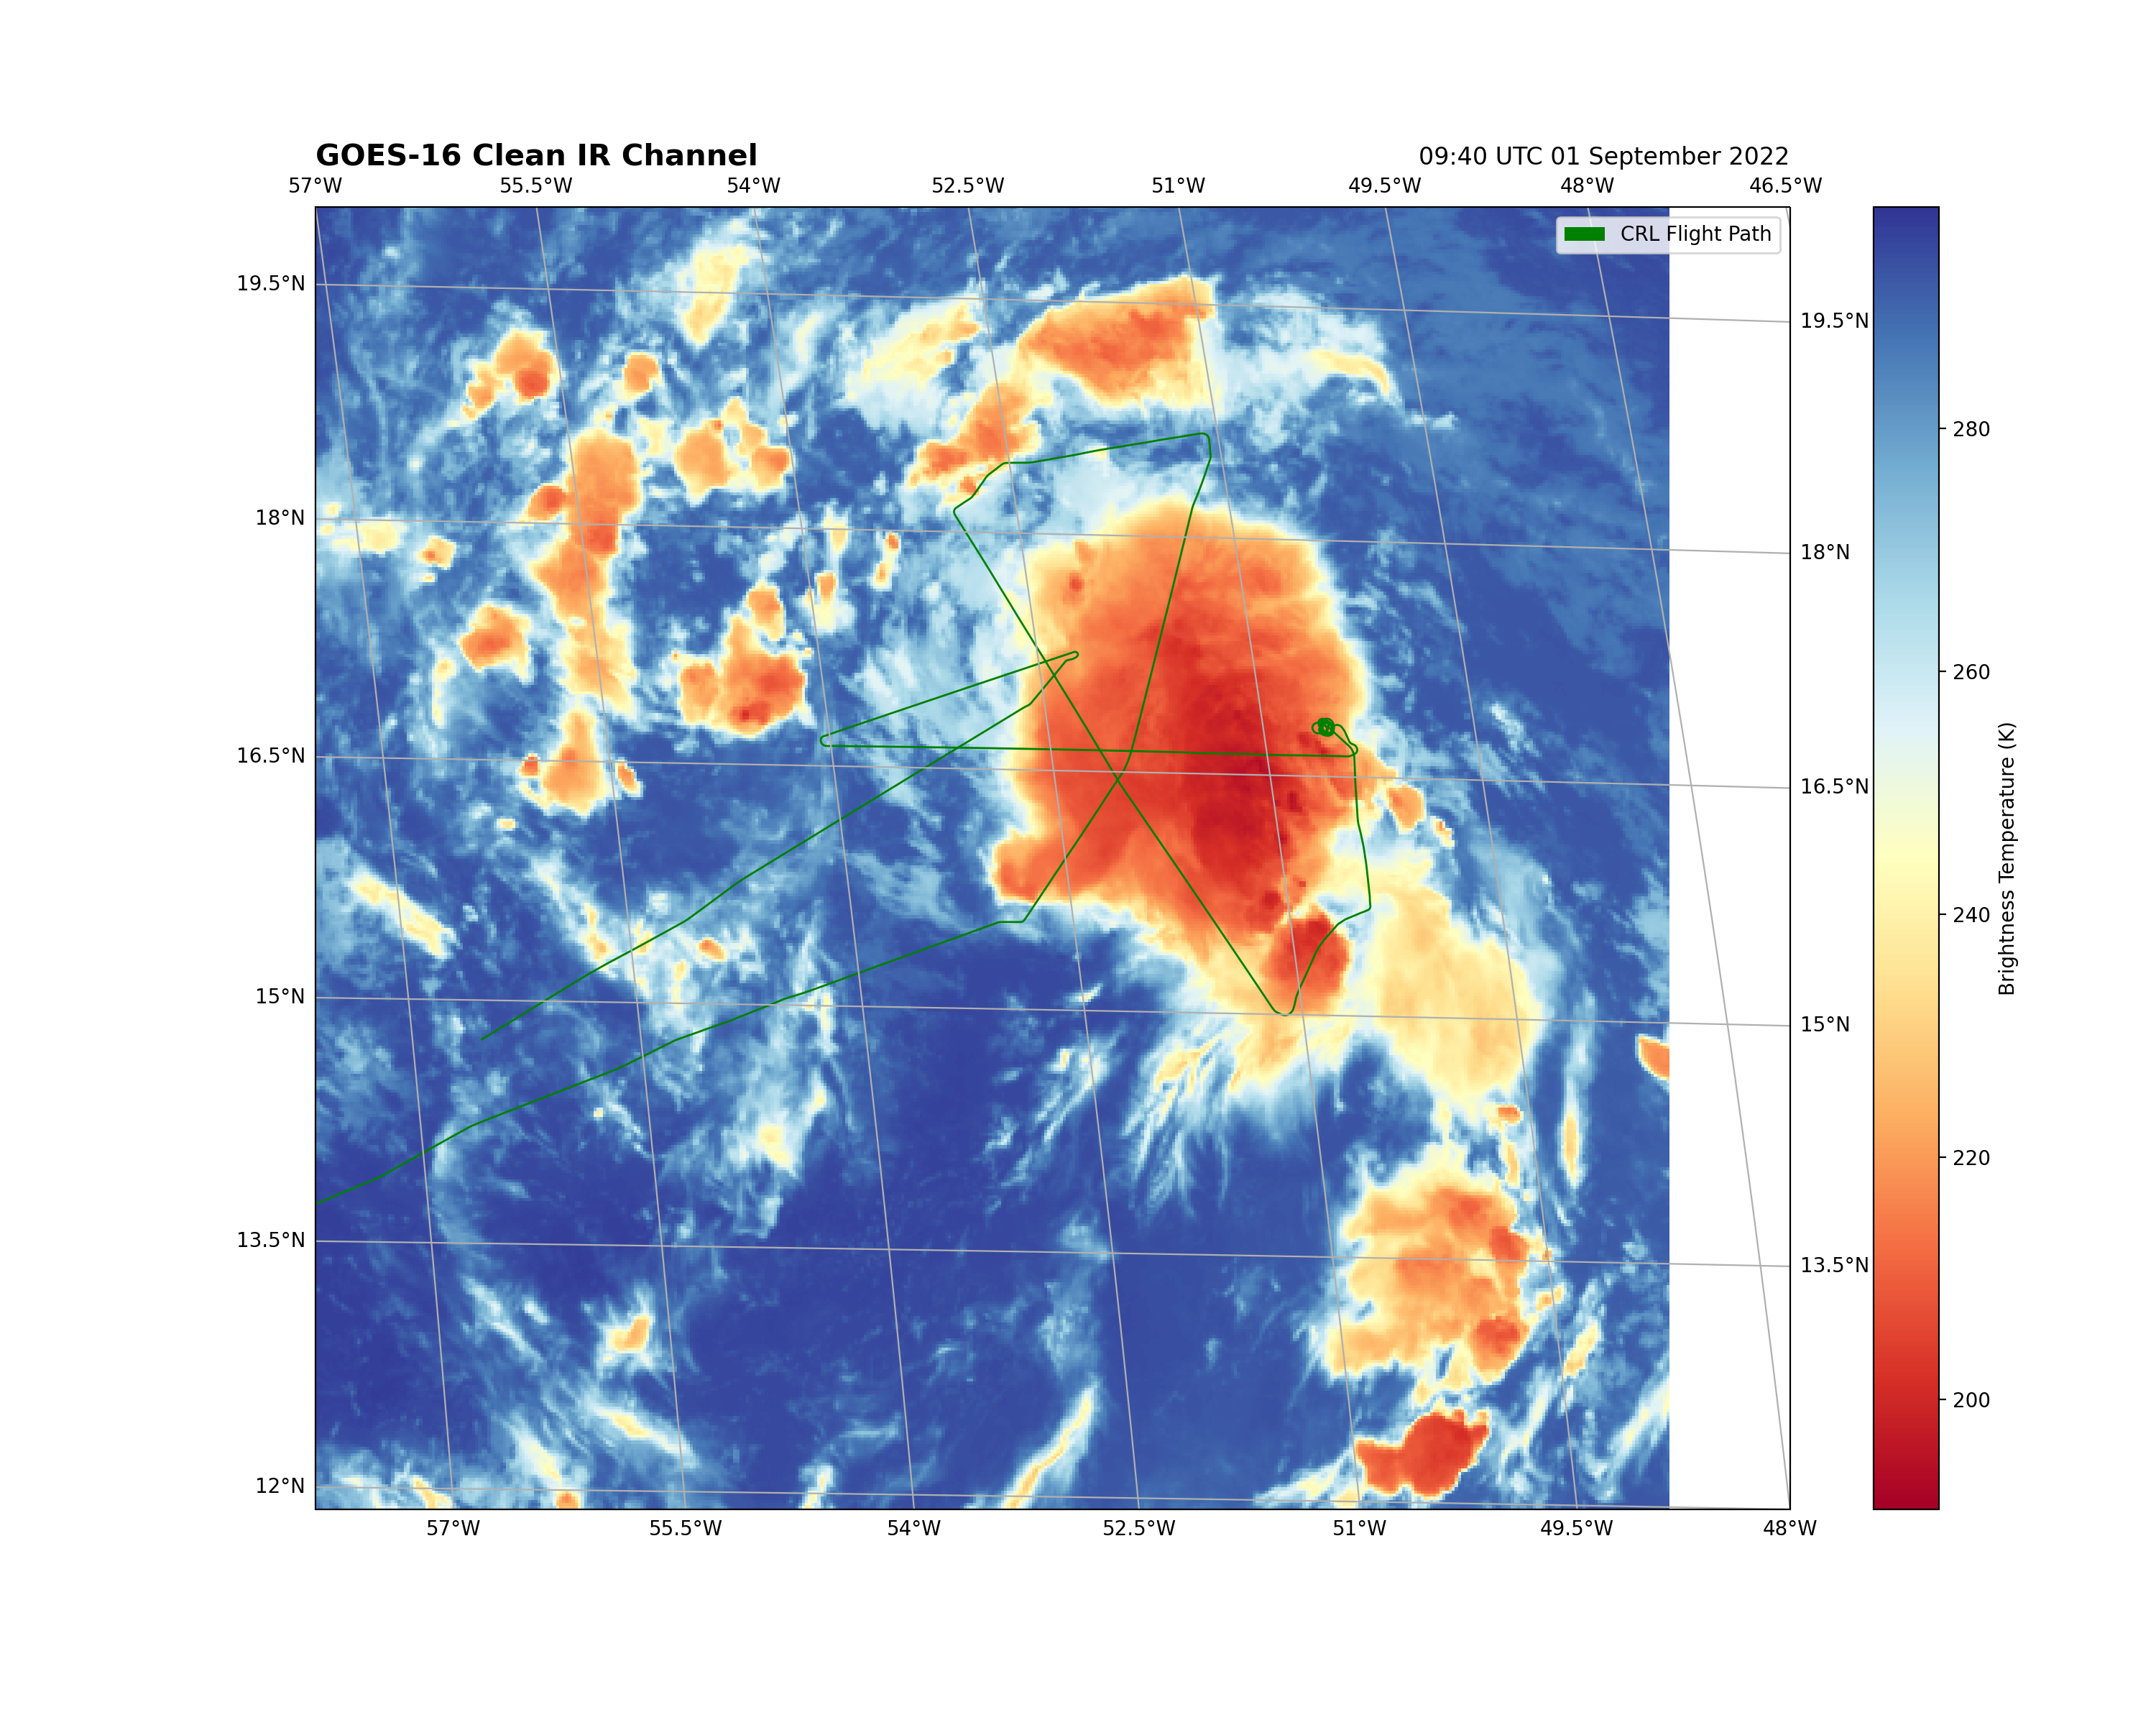 GOES-16 Clean IR Channel
09:40 UTC 01 September 2022
57°W 55.5°W 54°W 52.5°W 51°W 49.5°W 48°W 46.5°W
CRL Flight Path
19.5°N 19.5°N
18°N 18°N
16.5°N 16.5°N
15°N 15°N
13.5°N 13.5°N
12°N
57°W 55.5°W 54°W 52.5°W 51°W 49.5°W 48°W
280
260
240
220
200
Brightness Temperature (K)